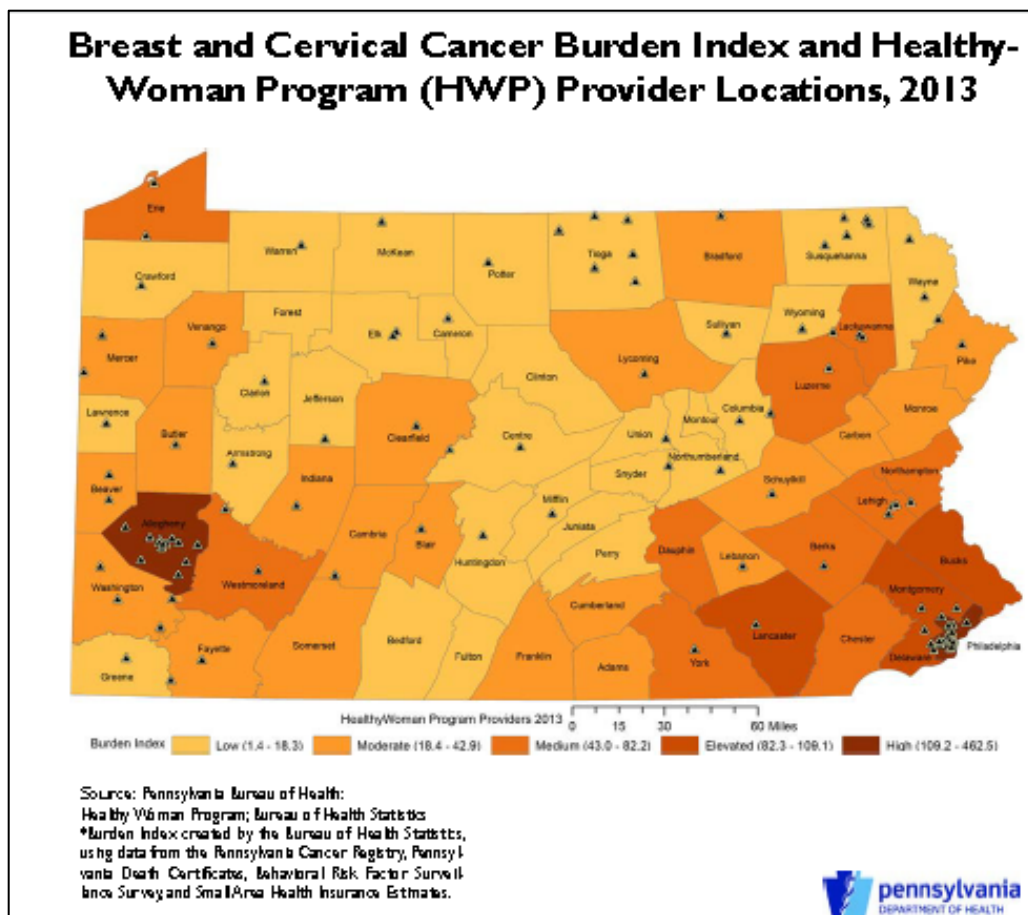 Breast and Cervical Cancer Burden Index and Healthy-
Woman Program (HWP) Provider Locations, 2013
Erie
Crawford
Warren
McKean
Potter
Tioga
Bradford
Susquehanna
Wayne
Forest
Venango
Mercer
Elk
Cameron
Sullivan
Wyoming
Lackawanna
Pike
Lycoming
Clinton
Luzerne
Clarion
Jefferson
Lawrence
Butler
Clearfield
Centre
Union
Montour
Columbia
Monroe
Carbon
Armstrong
Snyder
Northumberland
Northampton
Beaver
Indiana
Schuylkill
Lehigh
Allegheny
Mifflin
Juniata
Cambria
Blair
Huntingdon
Perry
Dauphin
Lebanon
Berks
Bucks
Washington
Westmoreland
Montgomery
Cumberland
Lancaster
Chester
Philadelphia
Delaware
Greene
Fayette
Somerset
Bedford
Fulton
Franklin
Adams
York
HealthyWoman Program Providers 2013
0 15 30 60 Miles
Burden Index Low (1.4 - 18.3) Moderate (18.4 - 42.9) Medium (43.0 - 82.2) Elevated (82.3 - 109.1) High (109.2 - 462.5)
Source: Pennsylvania Bureau of Health:
Healthy Woman Program; Bureau of Health Statistics
*Burden Index created by the Bureau of Health Statistics,
using data from the Pennsylvania Cancer Registry, Pennsyl-
vania Death Certificates, Behavioral Risk Factor Surveil-
lance Survey, and Small Area Health Insurance Estimates.
pennsylvania
DEPARTMENT OF HEALTH